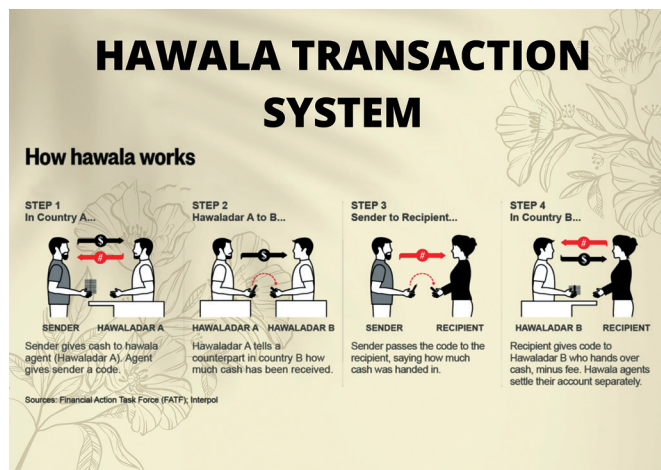 HAWALA TRANSACTION
SYSTEM
How hawala works
STEP 1
In Country A...
$
#
SENDER HAWALADAR A
Sender gives cash to hawala
agent (Hawaladar A). Agent
gives sender a code.
STEP 2
Hawaladar A to B...
$
HAWALADAR A HAWALADAR B
Hawaladar A tells a
counterpart in country B how
much cash has been received.
STEP 3
Sender to Recipient...
#
SENDER RECIPIENT
Sender passes the code to the
recipient, saying how much
cash was handed in.
STEP 4
In Country B...
#
$
HAWALADAR B RECIPIENT
Recipient gives code to
Hawaladar B who hands over
cash, minus fee. Hawala agents
settle their account separately.
Sources: Financial Action Task Force (FATF); Interpol